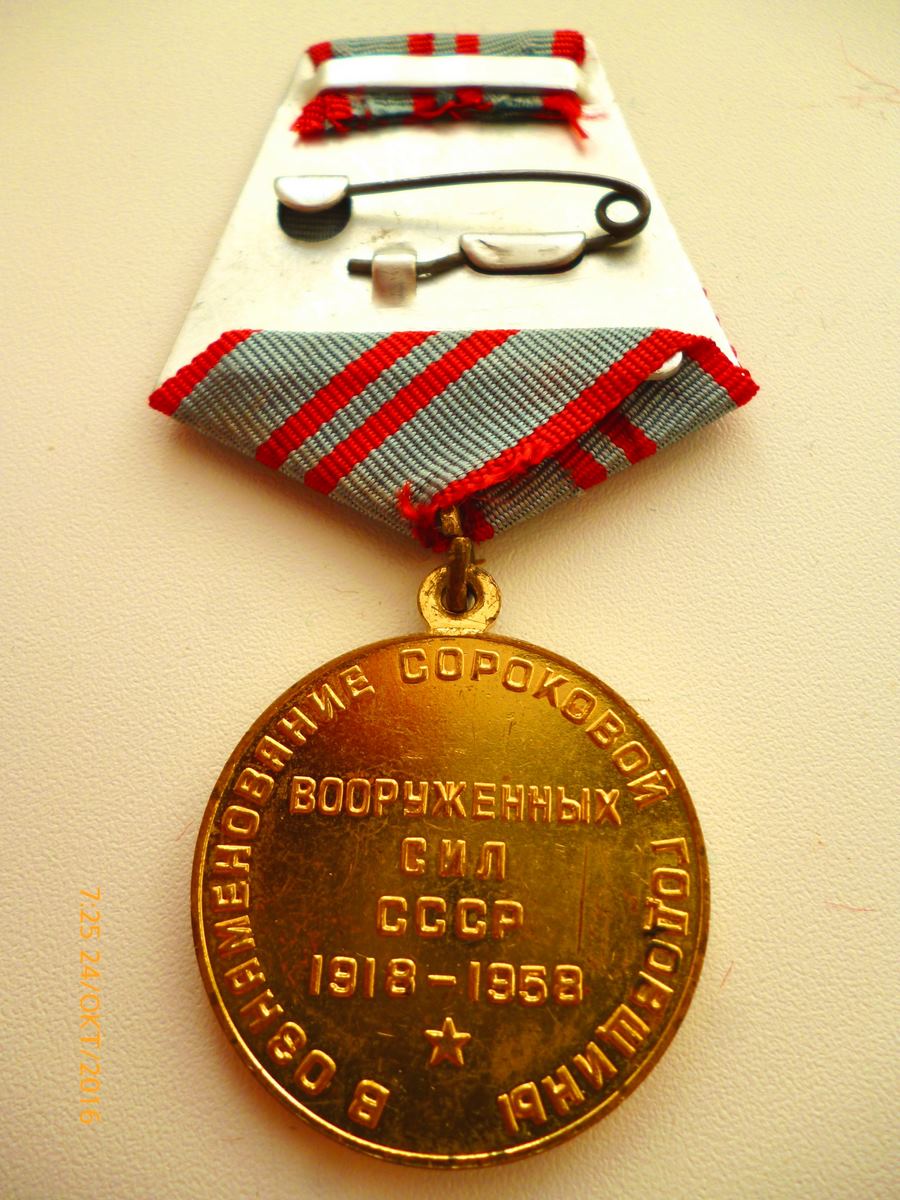 В ОЗНАМЕНОВАНИЕ СОРОКОВОЙ ГОДОВЩИНЫ
ВООРУЖЕННЫХ
СИЛ
СССР
1918-1958
7.25 24/ОКТ/2016